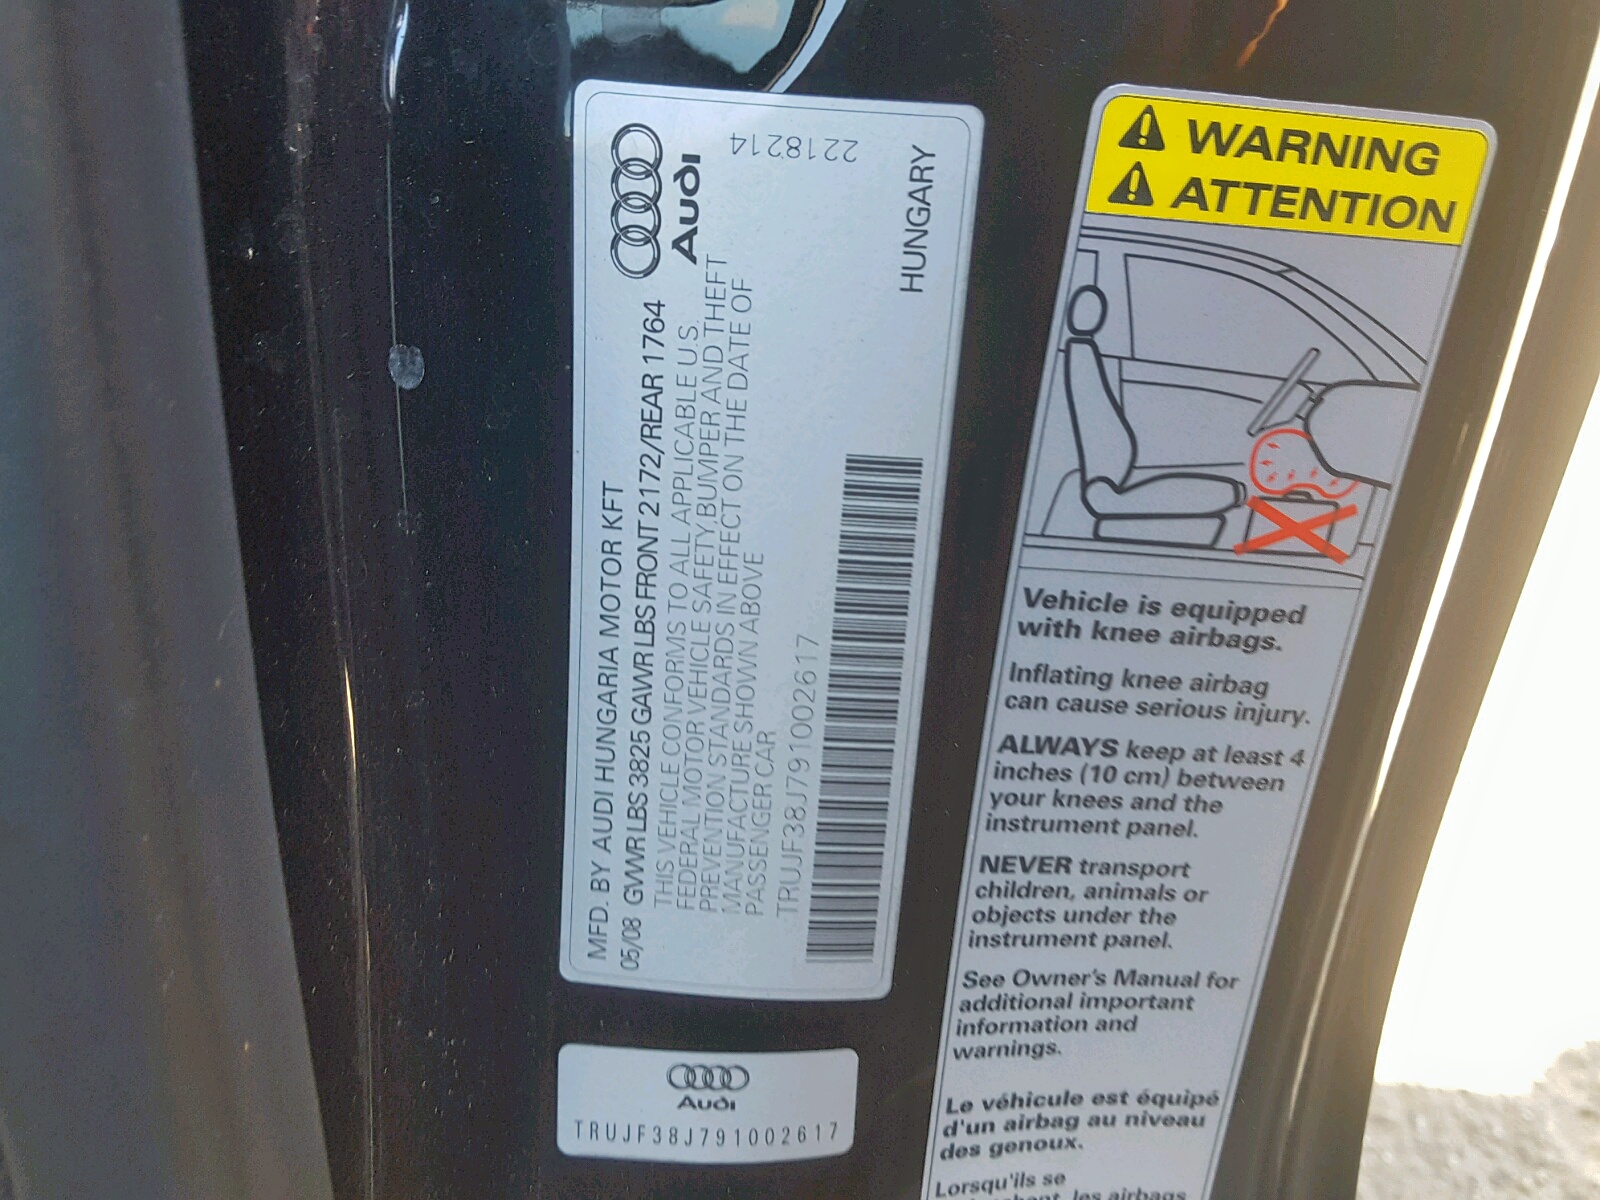 Audi
2218214
HUNGARY
MFD. BY AUDI HUNGARIA MOTOR KFT
05/08 GVWR LBS 3825 GAWR LBS FRONT 2172/REAR 1764
THIS VEHICLE CONFORMS TO ALL APPLICABLE U.S.
FEDERAL MOTOR VEHICLE SAFETY,BUMPER AND THEFT
PREVENTION STANDARDS IN EFFECT ON THE DATE OF
MANUFACTURE SHOWN ABOVE
PASSENGER CAR
TRUJF38J791002617
Audi
TRUJF38J791002617
WARNING
ATTENTION
Vehicle is equipped
with knee airbags.
Inflating knee airbag
can cause serious injury.
ALWAYS keep at least 4
inches (10 cm) between
your knees and the
instrument panel.
NEVER transport
children, animals or
objects under the
instrument panel.
See Owner's Manual for
additional important
information and
warnings.
Le véhicule est équipé
d'un airbag au niveau
des genoux.
Lorsqu'ils se
les airbags